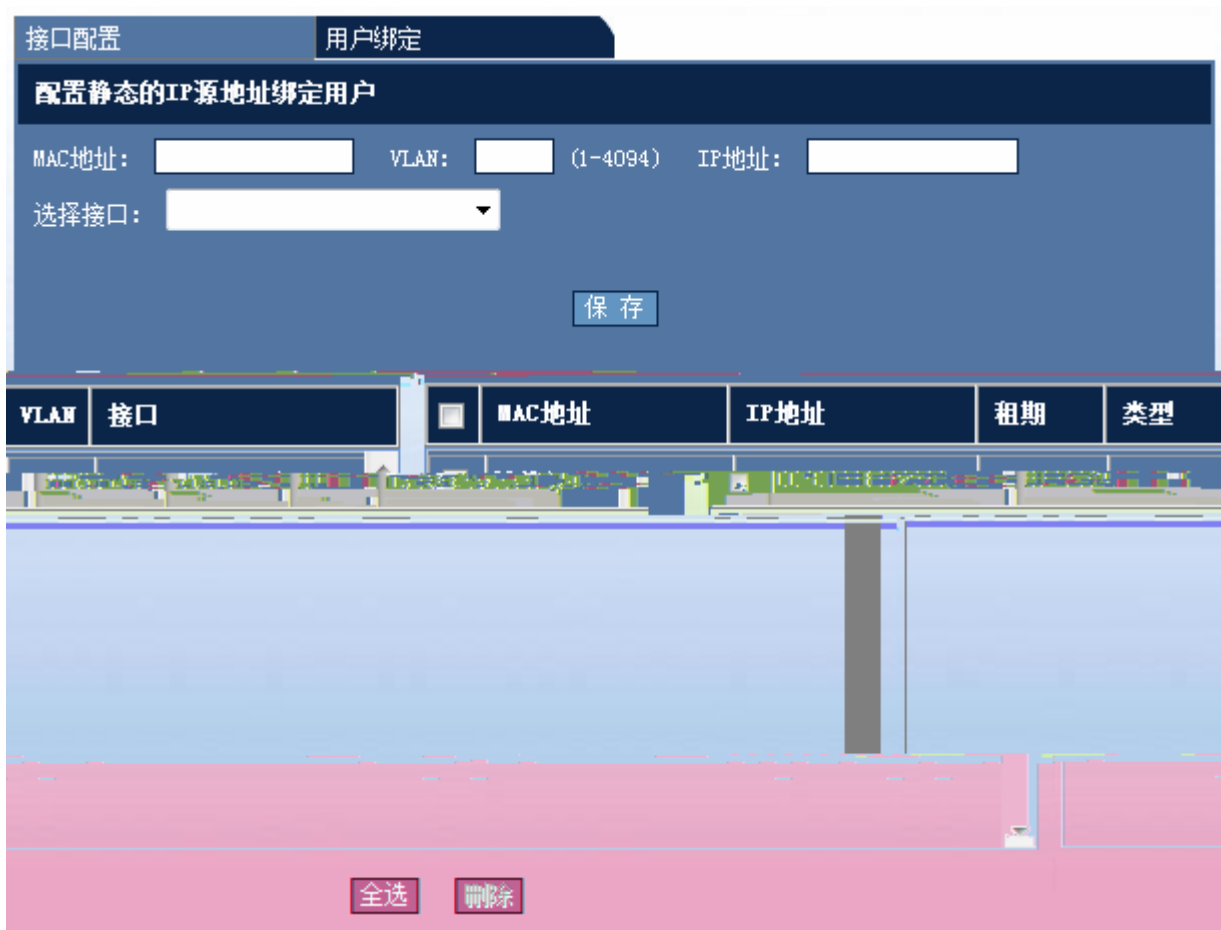 接口配置 用户绑定
配置静态的IP源地址绑定用户
MAC地址: VLAN: (1-4094) IP地址:
选择接口:
保 存
VLAN 接口 MAC地址 IP地址 租期 类型
全选 删除